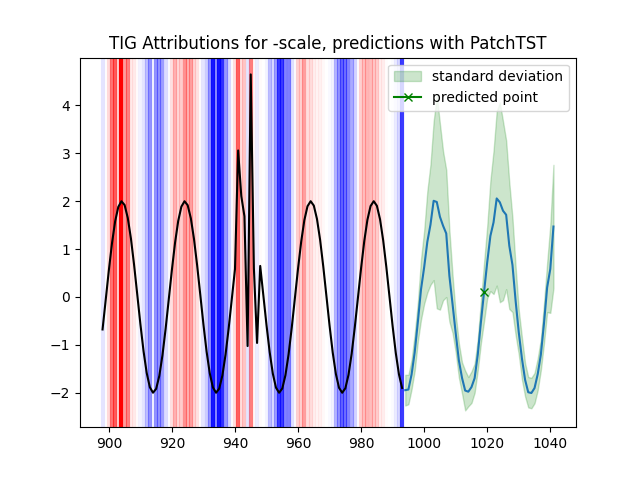 TIG Attributions for -scale, predictions with PatchTST
standard deviation
predicted point
4
3
2
1
0
−1
−2
900 920 940 960 980 1000 1020 1040